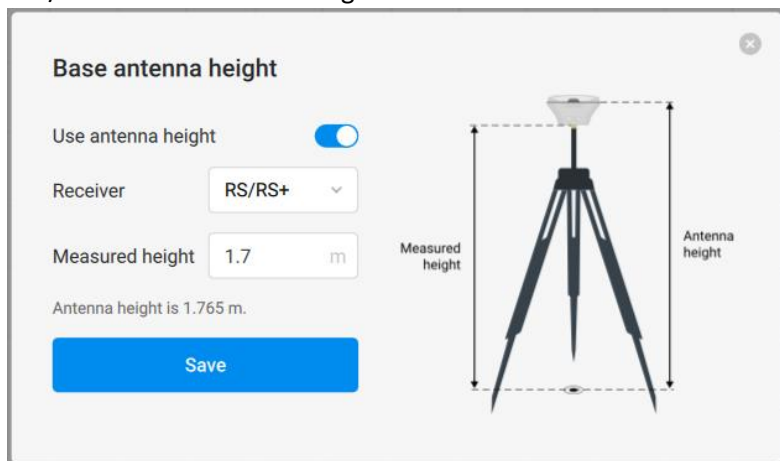 Base antenna height
Use antenna height
Receiver RS/RS+
Measured height 1.7 m
Antenna height is 1.765 m.
Save
Measured
height
Antenna
height